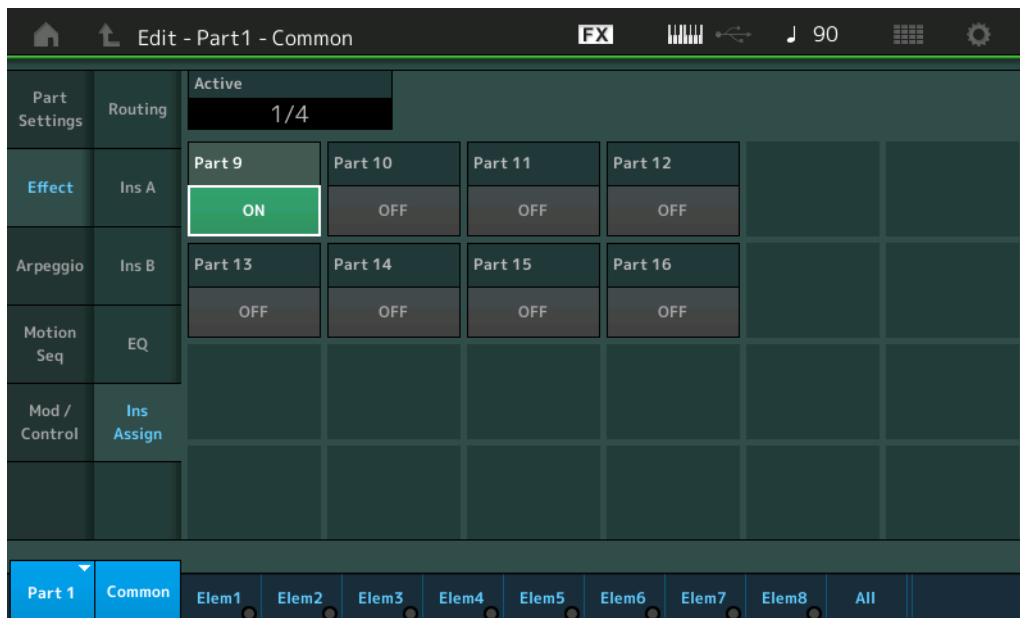 Edit - Part1 - Common
FX
♩ 90
Part
Settings
Routing
Active
1/4
Effect
Ins A
Part 9
Part 10
Part 11
Part 12
ON
OFF
OFF
OFF
Arpeggio
Ins B
Part 13
Part 14
Part 15
Part 16
OFF
OFF
OFF
OFF
Motion
Seq
EQ
Mod /
Control
Ins
Assign
Part 1
Common
Elem1
Elem2
Elem3
Elem4
Elem5
Elem6
Elem7
Elem8
All